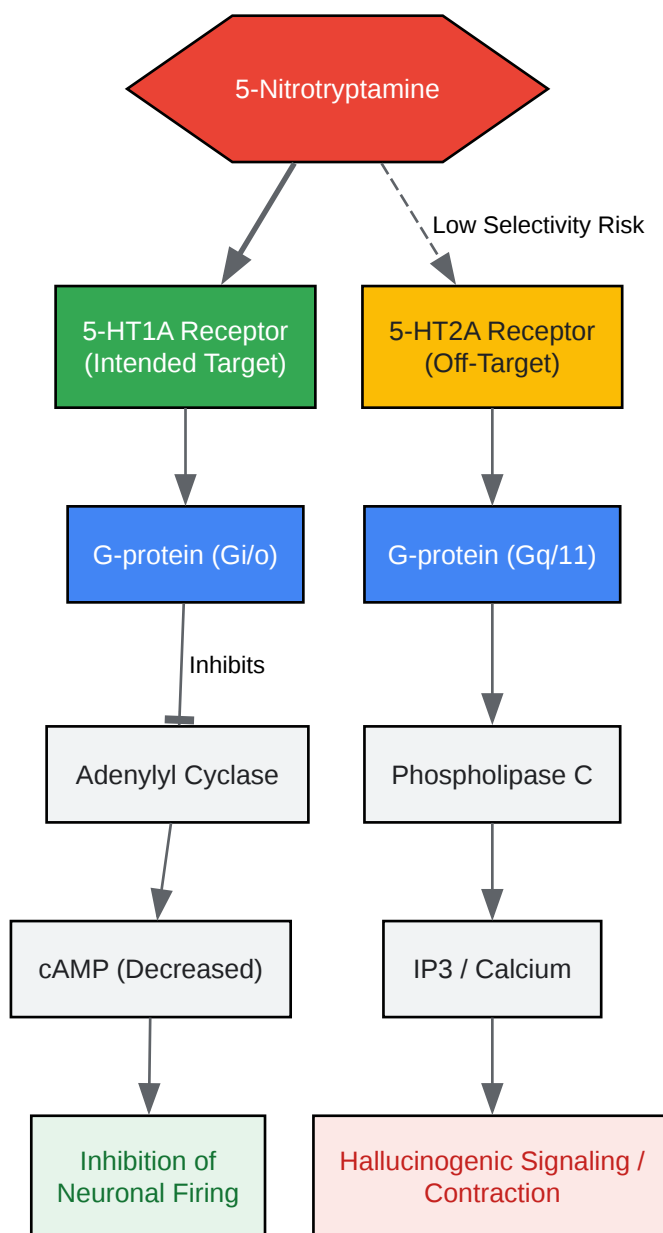 5-Nitrotryptamine
Low Selectivity Risk
5-HT1A Receptor
(Intended Target)
5-HT2A Receptor
(Off-Target)
G-protein (Gi/o)
G-protein (Gq/11)
Inhibits
Adenylyl Cyclase
Phospholipase C
cAMP (Decreased)
IP3 / Calcium
Inhibition of
Neuronal Firing
Hallucinogenic Signaling /
Contraction